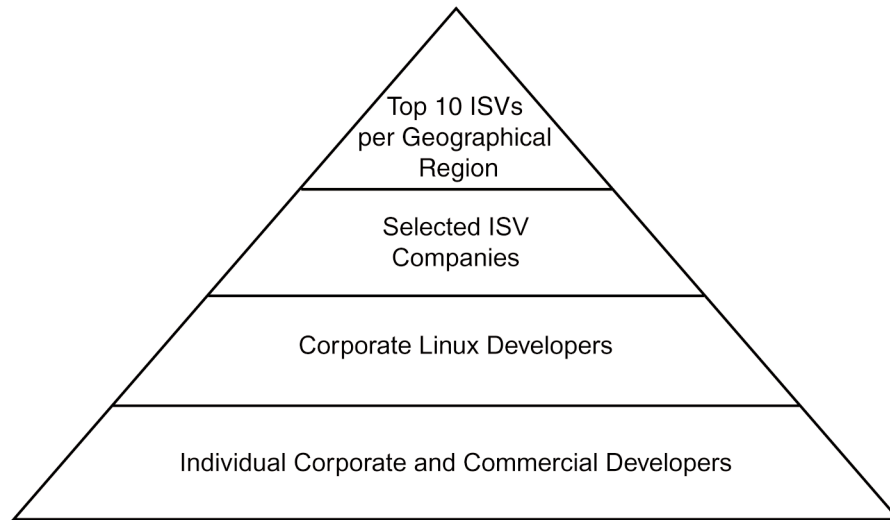 Top 10 ISVs
per Geographical
Region
Selected ISV
Companies
Corporate Linux Developers
Individual Corporate and Commercial Developers